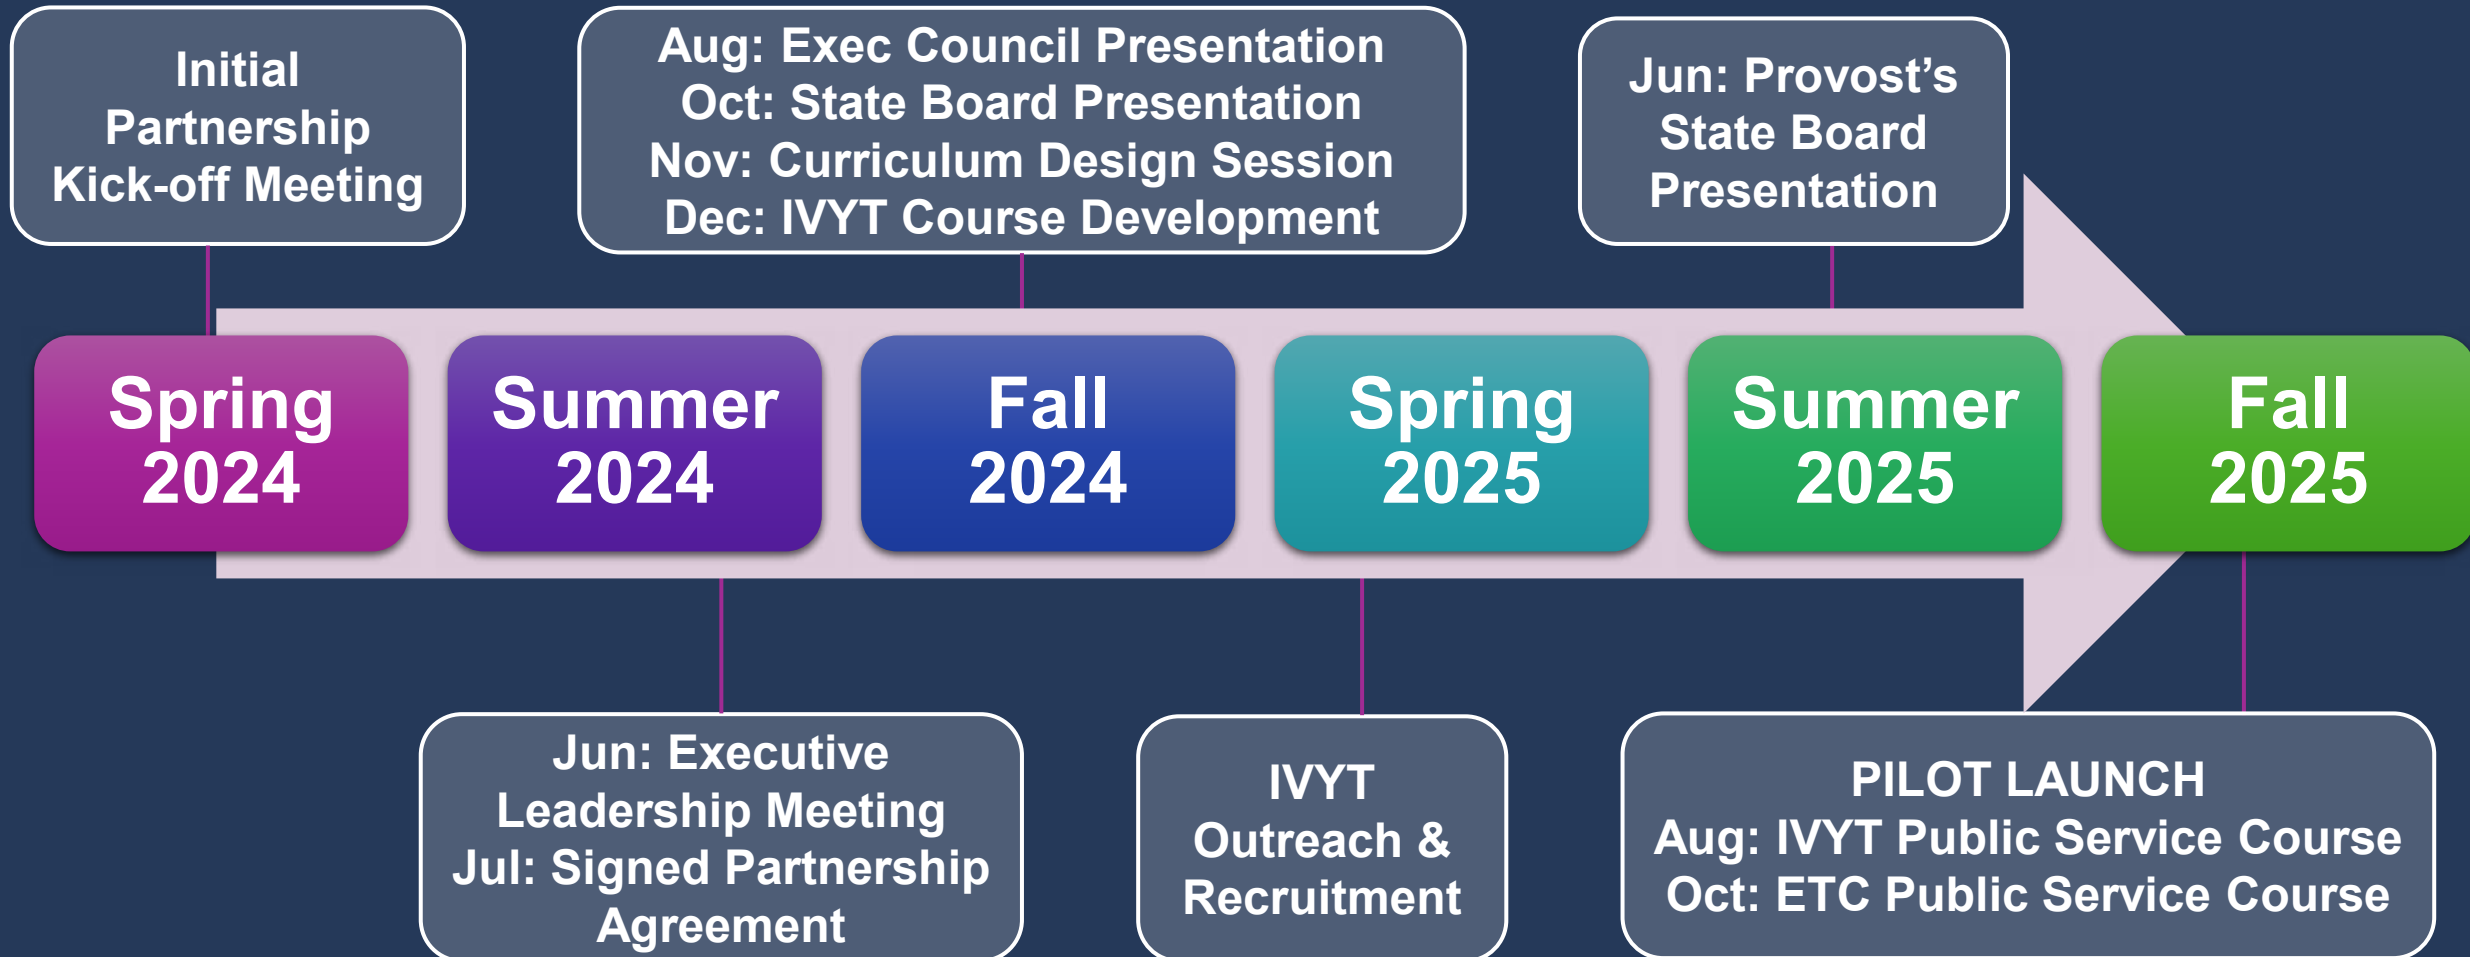 Initial
Partnership
Kick-off Meeting
Aug: Exec Council Presentation
Oct: State Board Presentation
Nov: Curriculum Design Session
Dec: IVYT Course Development
Jun: Provost’s
State Board
Presentation
Spring
2024
Summer
2024
Fall
2024
Spring
2025
Summer
2025
Fall
2025
Jun: Executive
Leadership Meeting
Jul: Signed Partnership
Agreement
IVYT
Outreach &
Recruitment
PILOT LAUNCH
Aug: IVYT Public Service Course
Oct: ETC Public Service Course